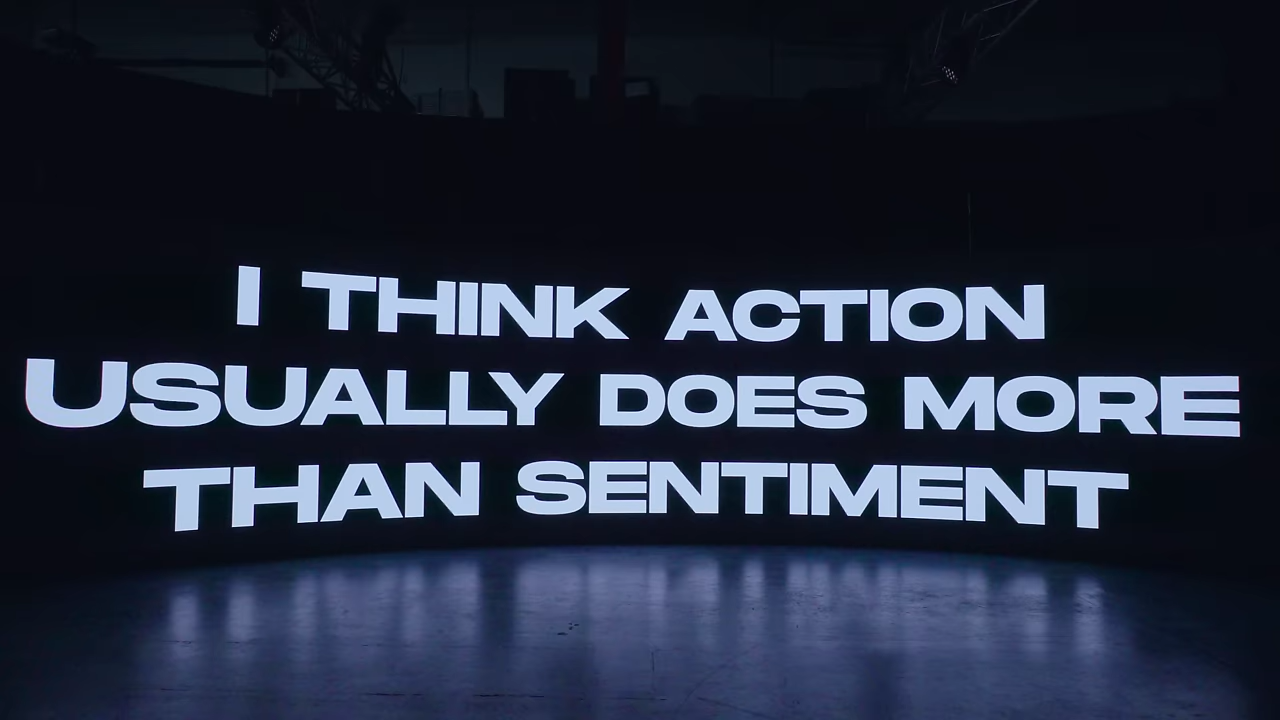 I THINK ACTION
USUALLY DOES MORE
THAN SENTIMENT